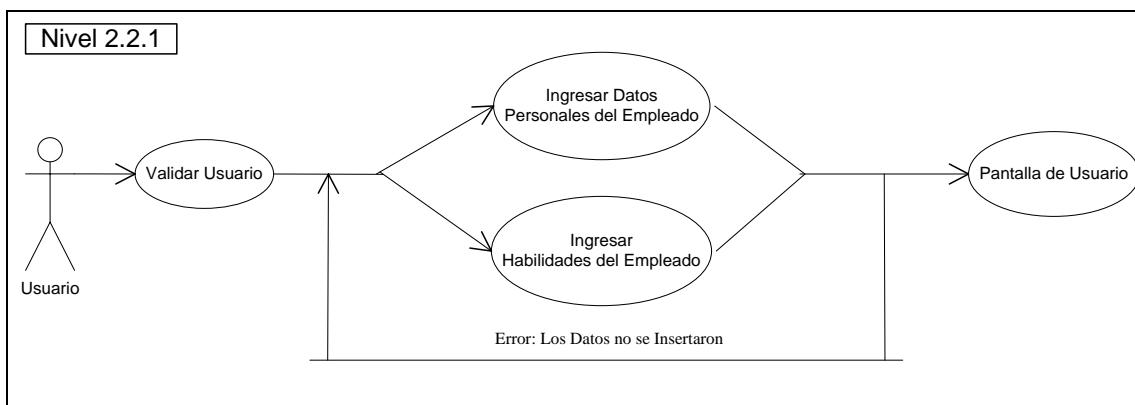 Nivel 2.2.1
Ingresar Datos
Personales del Empleado
Validar Usuario
Pantalla de Usuario
Ingresar
Habilidades del Empleado
Usuario
Error: Los Datos no se Insertaron